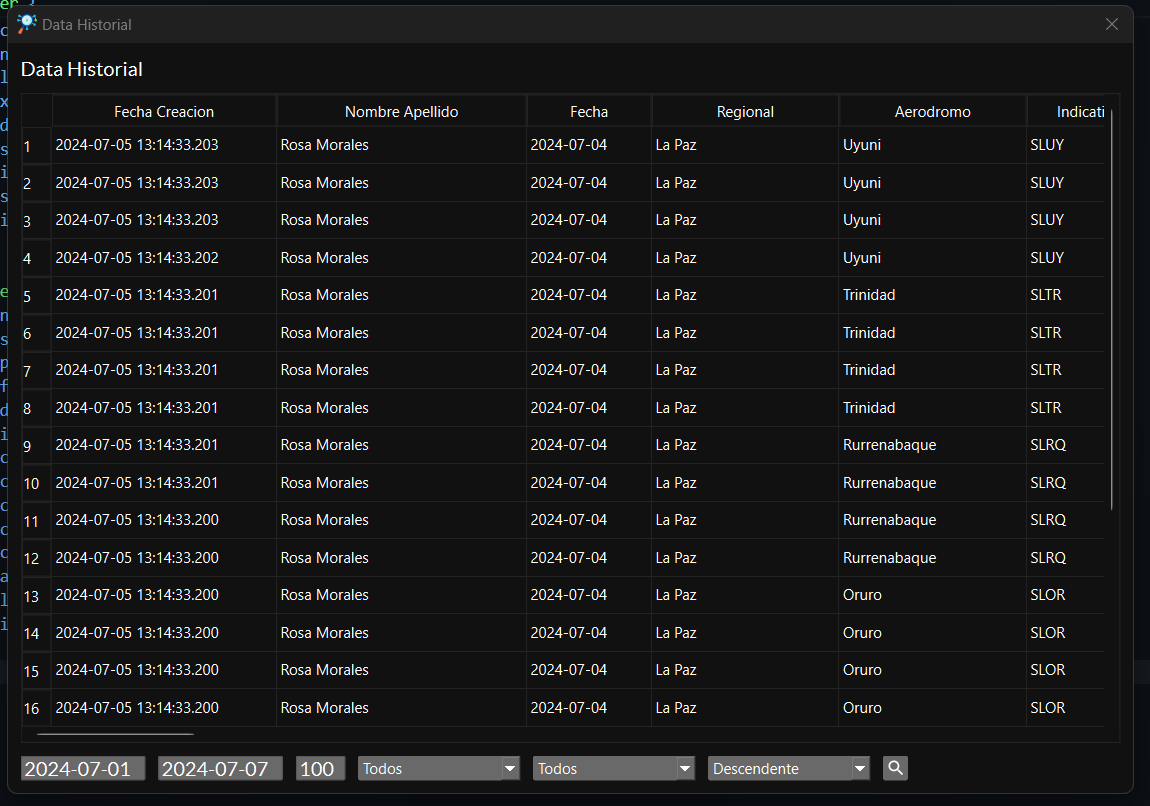 Data Historial
Data Historial
Fecha Creacion Nombre Apellido Fecha Regional Aerodromo Indicati
1 2024-07-05 13:14:33.203 Rosa Morales 2024-07-04 La Paz Uyuni SLUY
2 2024-07-05 13:14:33.203 Rosa Morales 2024-07-04 La Paz Uyuni SLUY
3 2024-07-05 13:14:33.203 Rosa Morales 2024-07-04 La Paz Uyuni SLUY
4 2024-07-05 13:14:33.202 Rosa Morales 2024-07-04 La Paz Uyuni SLUY
5 2024-07-05 13:14:33.201 Rosa Morales 2024-07-04 La Paz Trinidad SLTR
6 2024-07-05 13:14:33.201 Rosa Morales 2024-07-04 La Paz Trinidad SLTR
7 2024-07-05 13:14:33.201 Rosa Morales 2024-07-04 La Paz Trinidad SLTR
8 2024-07-05 13:14:33.201 Rosa Morales 2024-07-04 La Paz Trinidad SLTR
9 2024-07-05 13:14:33.201 Rosa Morales 2024-07-04 La Paz Rurrenabaque SLRQ
10 2024-07-05 13:14:33.201 Rosa Morales 2024-07-04 La Paz Rurrenabaque SLRQ
11 2024-07-05 13:14:33.200 Rosa Morales 2024-07-04 La Paz Rurrenabaque SLRQ
12 2024-07-05 13:14:33.200 Rosa Morales 2024-07-04 La Paz Rurrenabaque SLRQ
13 2024-07-05 13:14:33.200 Rosa Morales 2024-07-04 La Paz Oruro SLOR
14 2024-07-05 13:14:33.200 Rosa Morales 2024-07-04 La Paz Oruro SLOR
15 2024-07-05 13:14:33.200 Rosa Morales 2024-07-04 La Paz Oruro SLOR
16 2024-07-05 13:14:33.200 Rosa Morales 2024-07-04 La Paz Oruro SLOR
2024-07-01 2024-07-07 100 Todos Todos Descendente